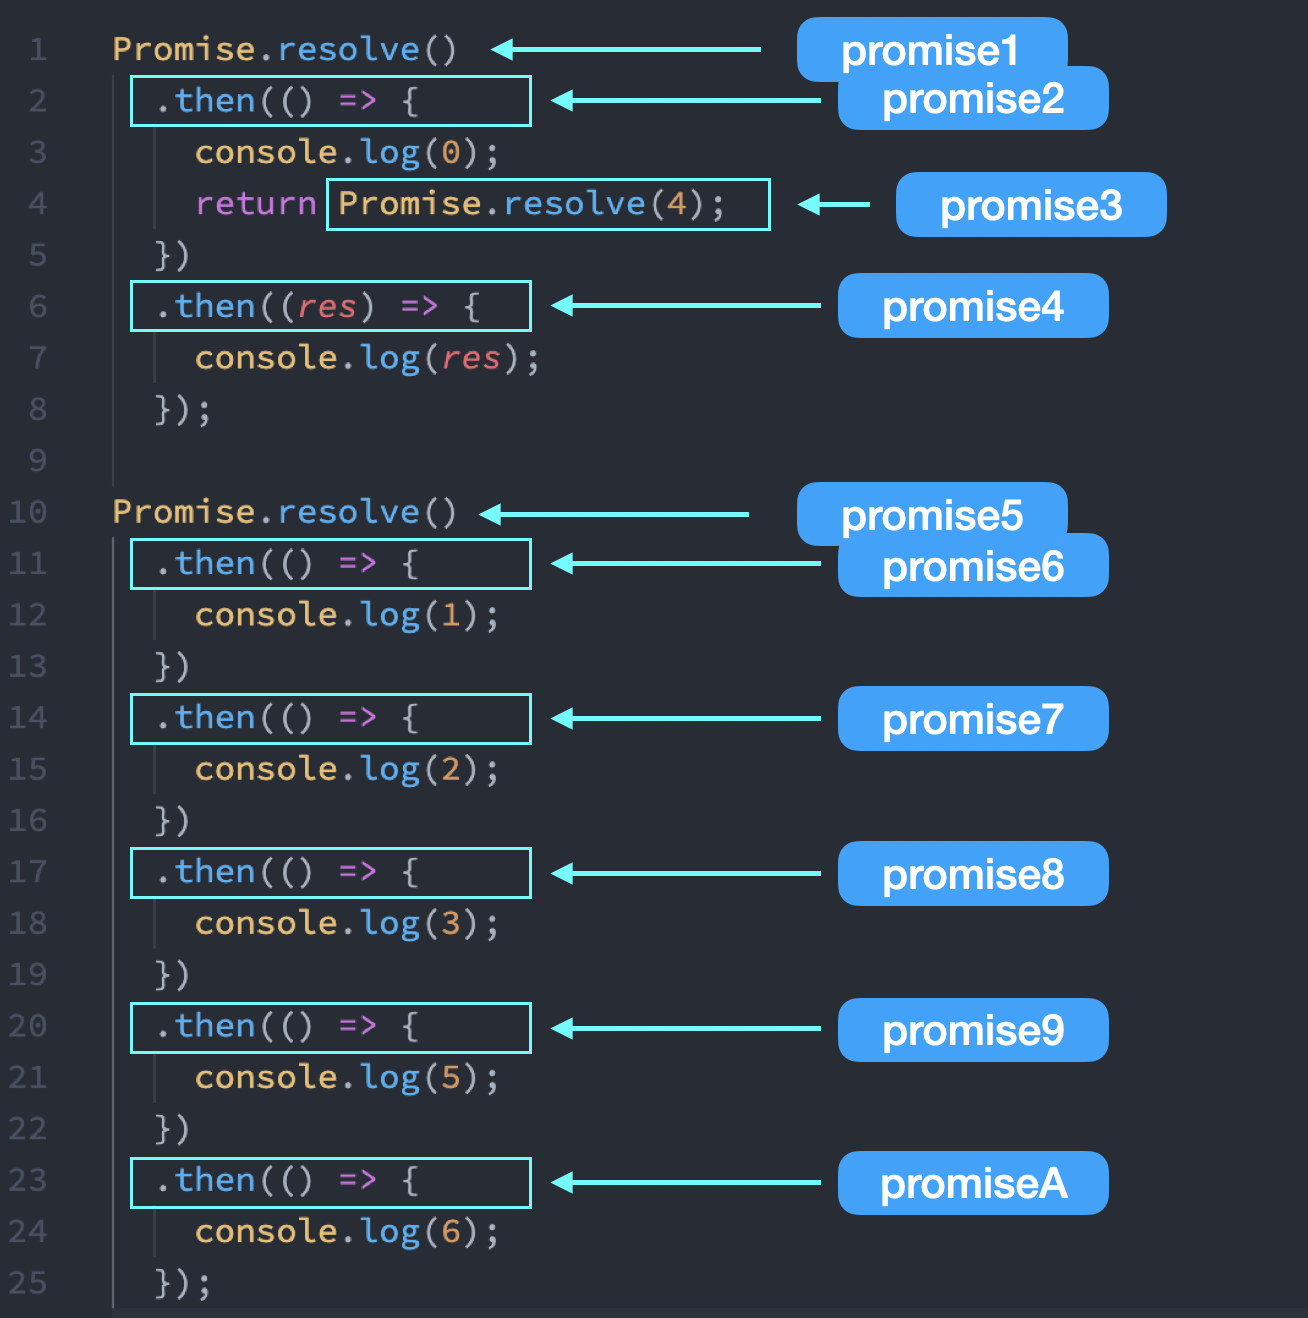 1 Promise.resolve() promise1
2 .then(() => { promise2
3 console.log(0);
4 return Promise.resolve(4); promise3
5 })
6 .then((res) => { promise4
7 console.log(res);
8 });
9
10 Promise.resolve() promise5
11 .then(() => { promise6
12 console.log(1);
13 })
14 .then(() => { promise7
15 console.log(2);
16 })
17 .then(() => { promise8
18 console.log(3);
19 })
20 .then(() => { promise9
21 console.log(5);
22 })
23 .then(() => { promiseA
24 console.log(6);
25 });